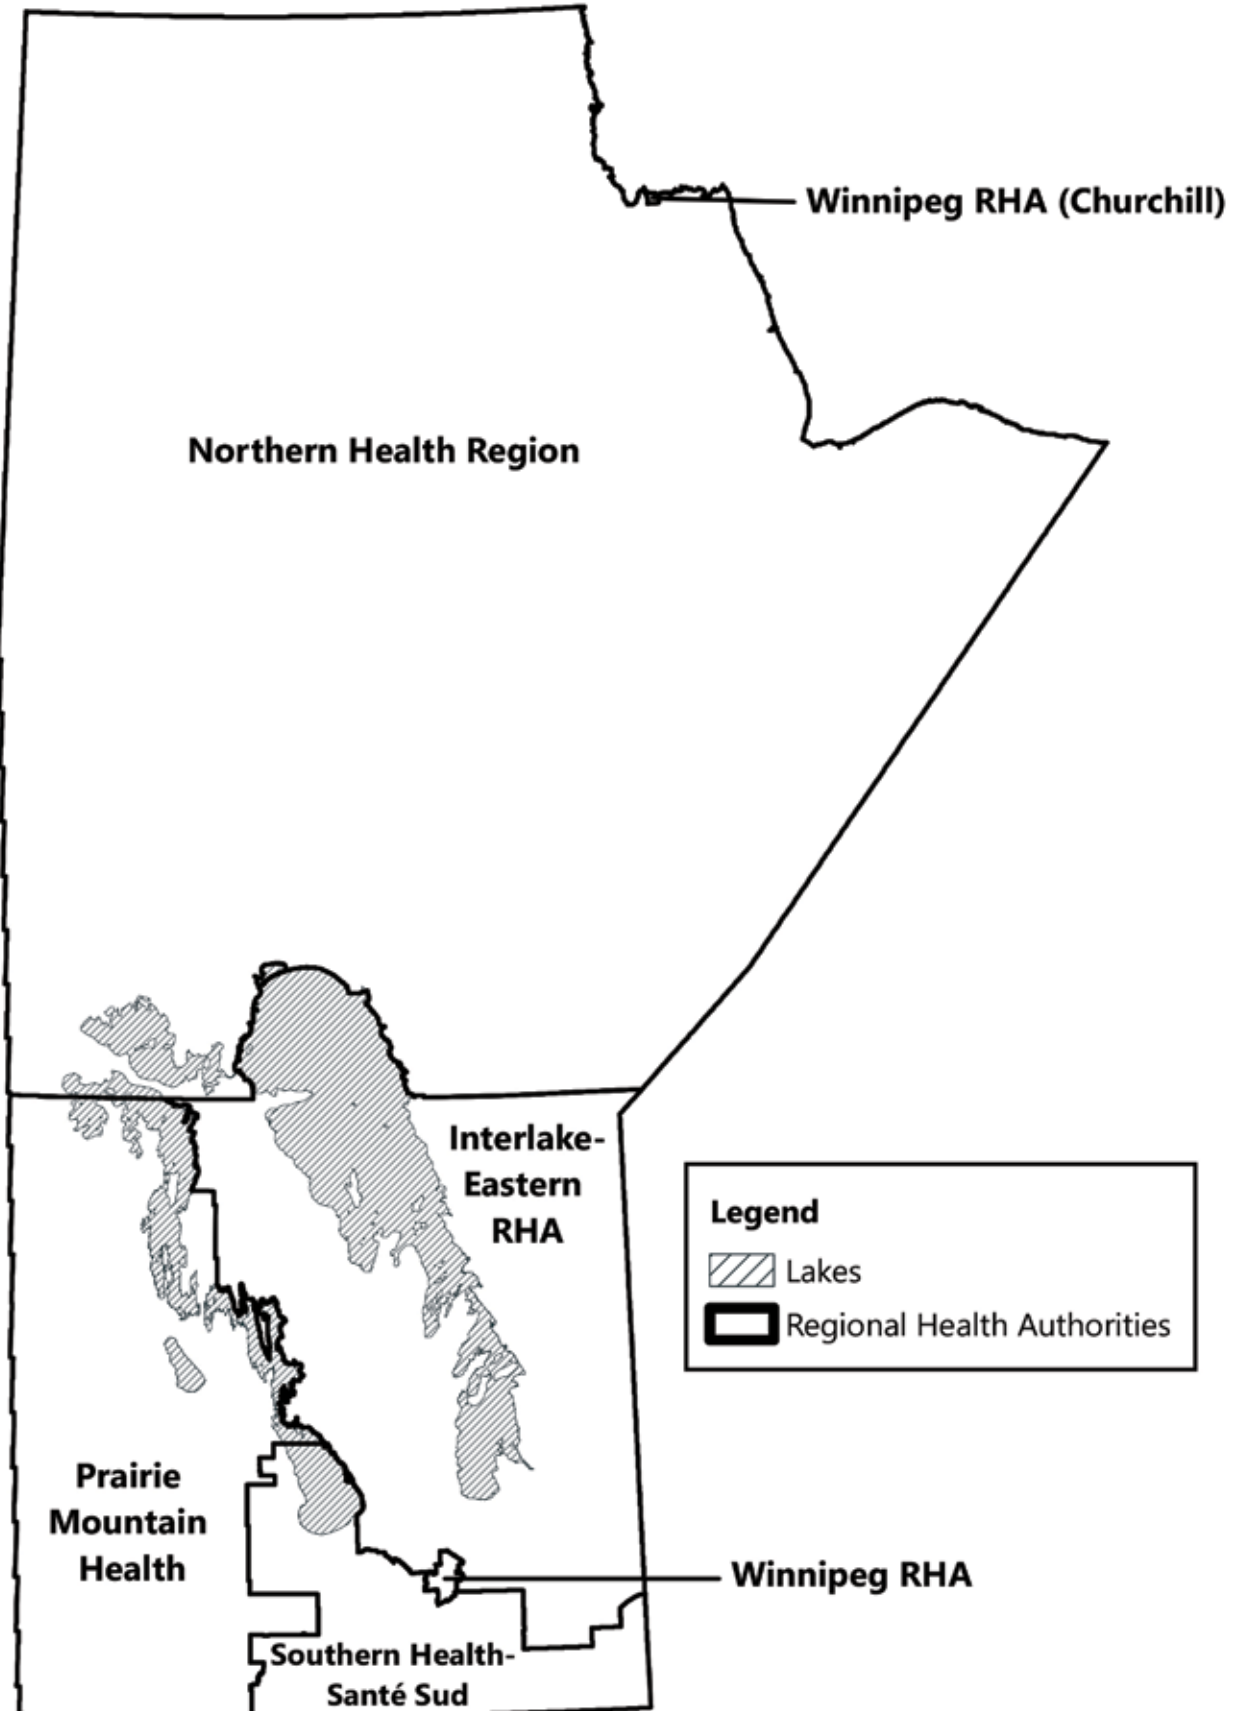 Winnipeg RHA (Churchill)
Northern Health Region
Interlake-
Eastern
RHA
Legend
Lakes
Regional Health Authorities
Prairie
Mountain
Health
Winnipeg RHA
Southern Health-
Santé Sud